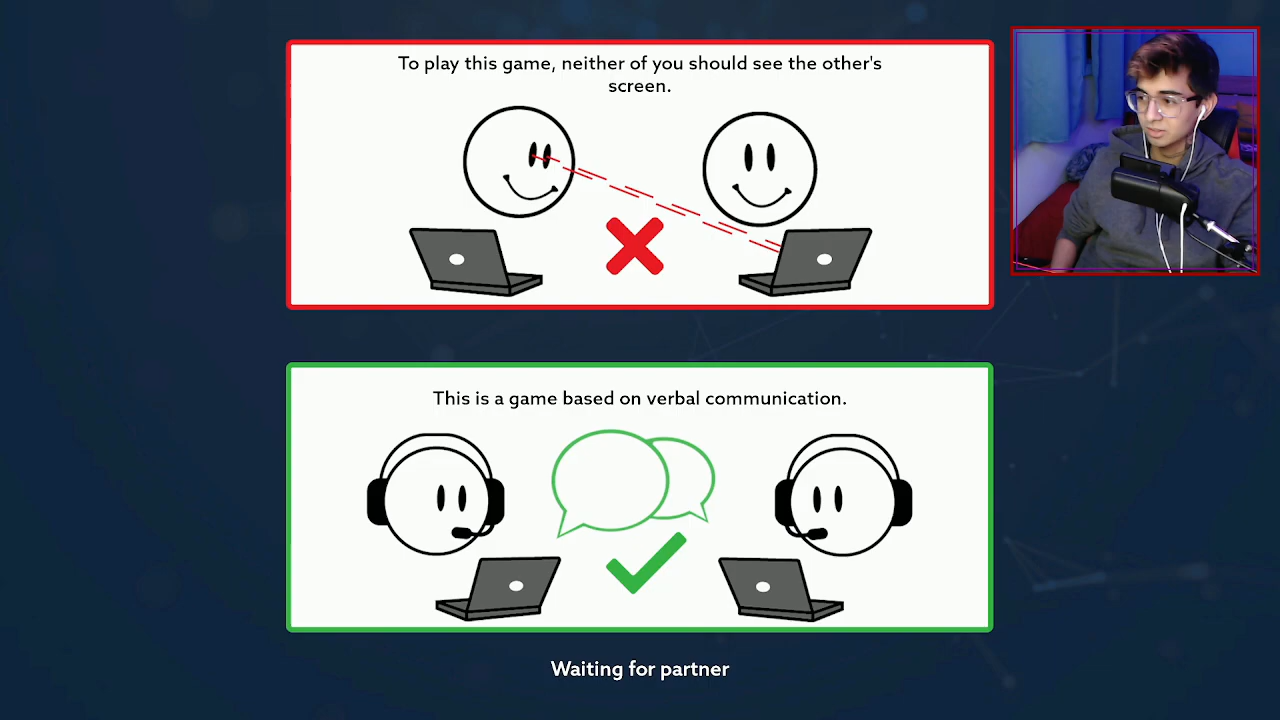 To play this game, neither of you should see the other's
screen.
This is a game based on verbal communication.
Waiting for partner